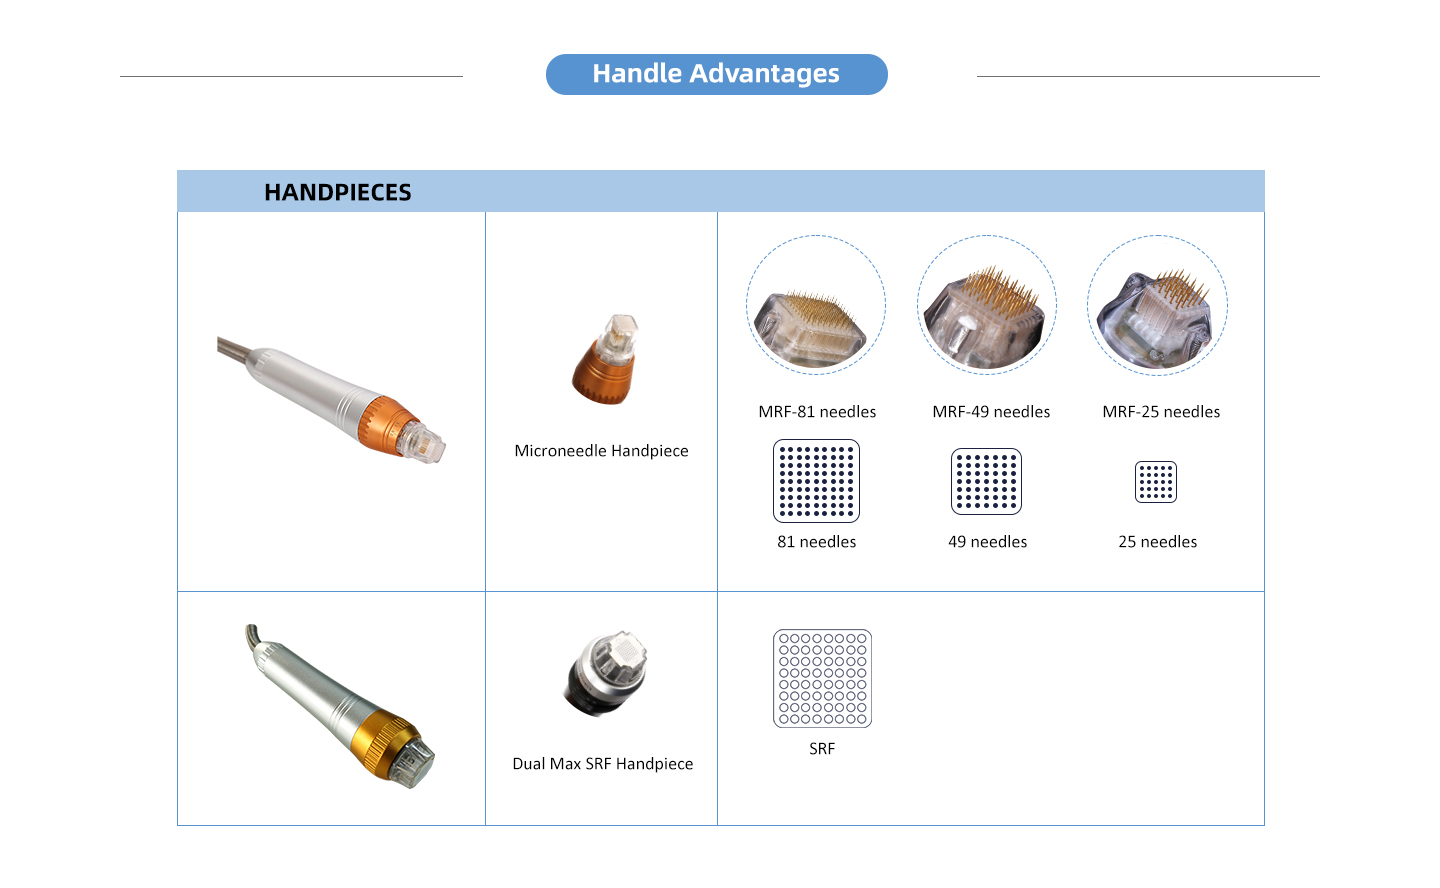 Handle Advantages
HANDPIECES
Microneedle Handpiece
MRF-81 needles
MRF-49 needles
MRF-25 needles
81 needles
49 needles
25 needles
Dual Max SRF Handpiece
SRF